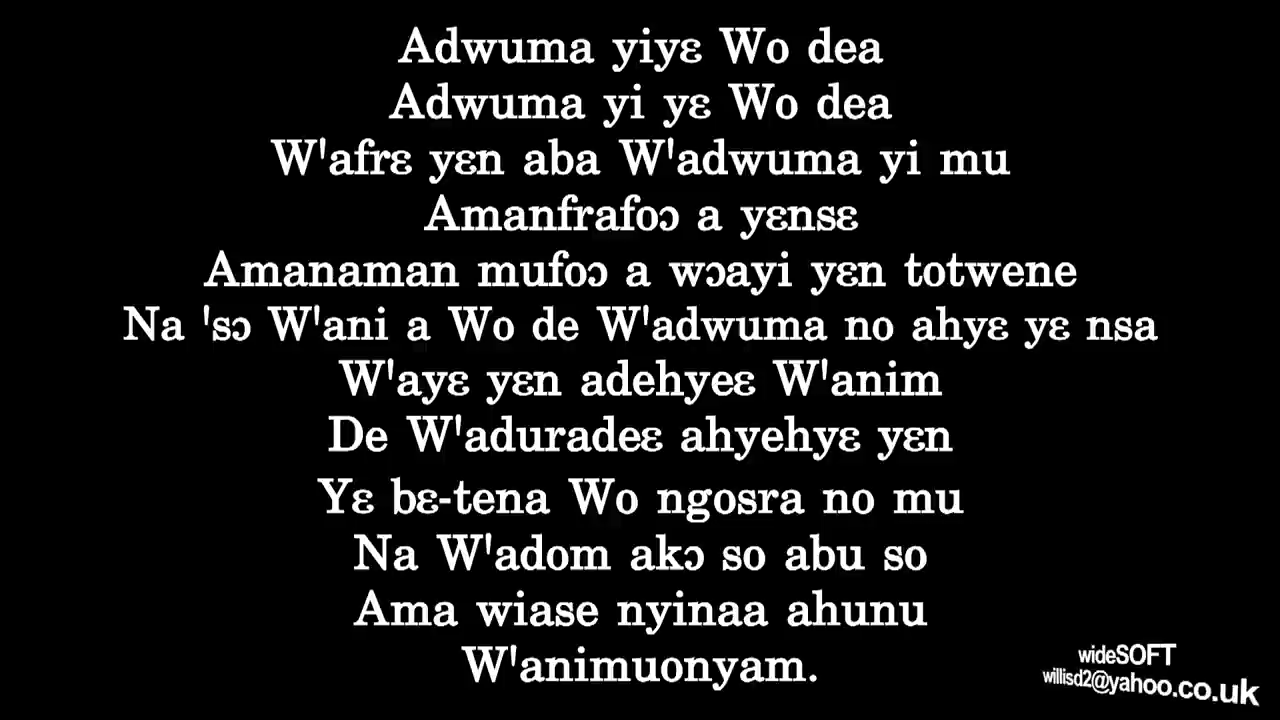 Adwuma yiyɛ Wo dea
Adwuma yi yɛ Wo dea
W'afrɛ yɛn aba W'adwuma yi mu
Amanfrafoɔ a yɛnsɛ
Amanaman mufoɔ a wɔayi yɛn totwene
Na 'sɔ W'ani a Wo de W'adwuma no ahyɛ yɛ nsa
W'ayɛ yɛn adehyeɛ W'anim
De W'aduradeɛ ahyehyɛ yɛn
Yɛ bɛ-tena Wo ngosra no mu
Na W'adom akɔ so abu so
Ama wiase nyinaa ahunu
W'animuonyam.
wideSOFT
willisd2@yahoo.co.uk